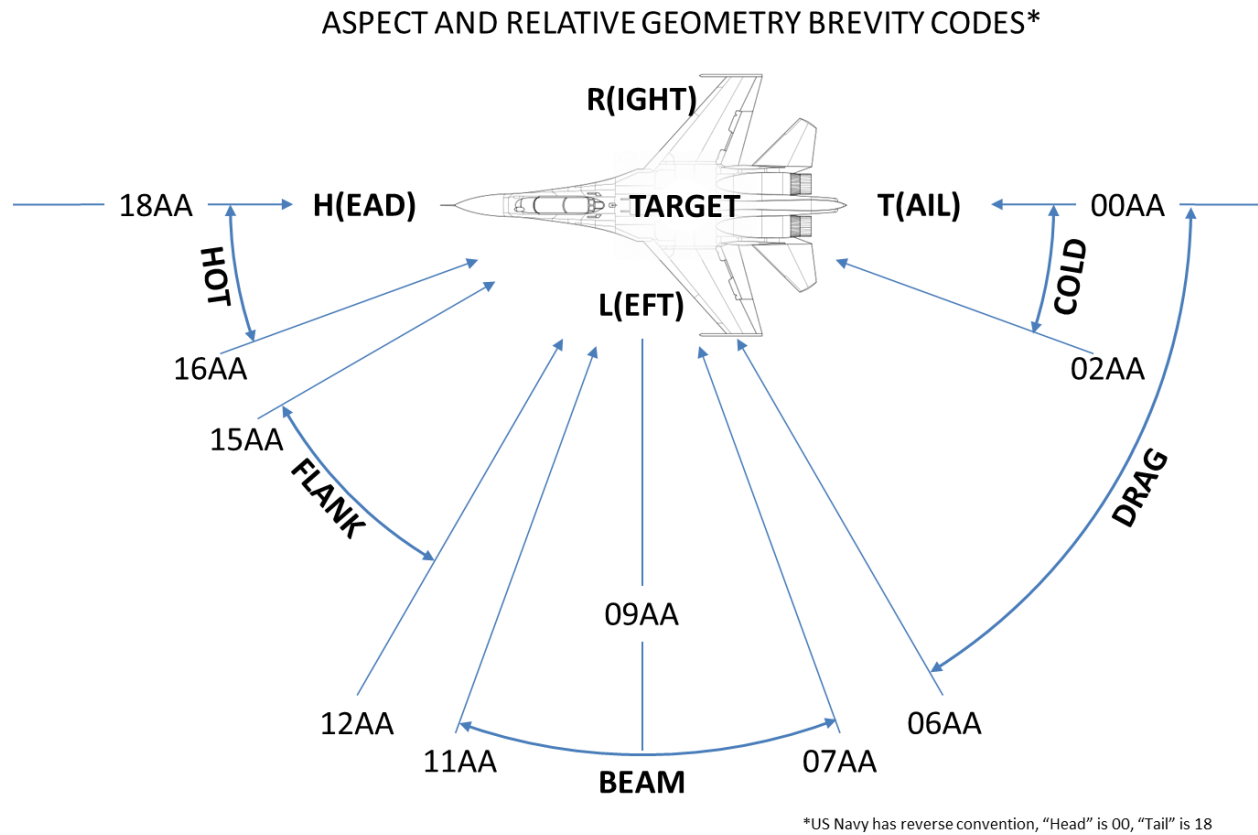 ASPECT AND RELATIVE GEOMETRY BREVITY CODES*
R(IGHT)
18AA
H(EAD)
TARGET
T(AIL)
00AA
HOT
COLD
L(EFT)
16AA
02AA
15AA
FLANK
DRAG
09AA
12AA
06AA
11AA
07AA
BEAM
*US Navy has reverse convention, “Head” is 00, “Tail” is 18